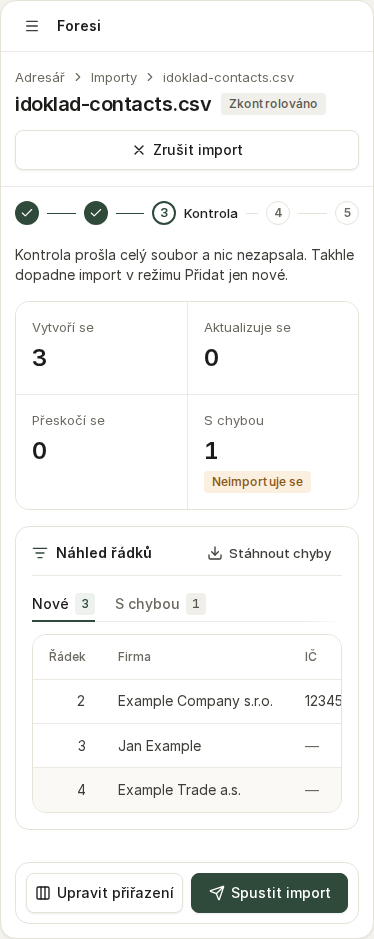 Foresi
Adresář > Importy > idoklad-contacts.csv
idoklad-contacts.csv Zkontrolováno
Zrušit import
3 Kontrola 4 5
Kontrola prošla celý soubor a nic nezapsala. Takhle
dopadne import v režimu Přidat jen nové.
Vytvoří se Aktualizuje se
3 0
Přeskočí se S chybou
0 1
Neimportuje se
Náhled řádků Stáhnout chyby
Nové 3 S chybou 1
Řádek Firma IČ
2 Example Company s.r.o. 12345
3 Jan Example —
4 Example Trade a.s. —
Upravit přiřazení Spustit import